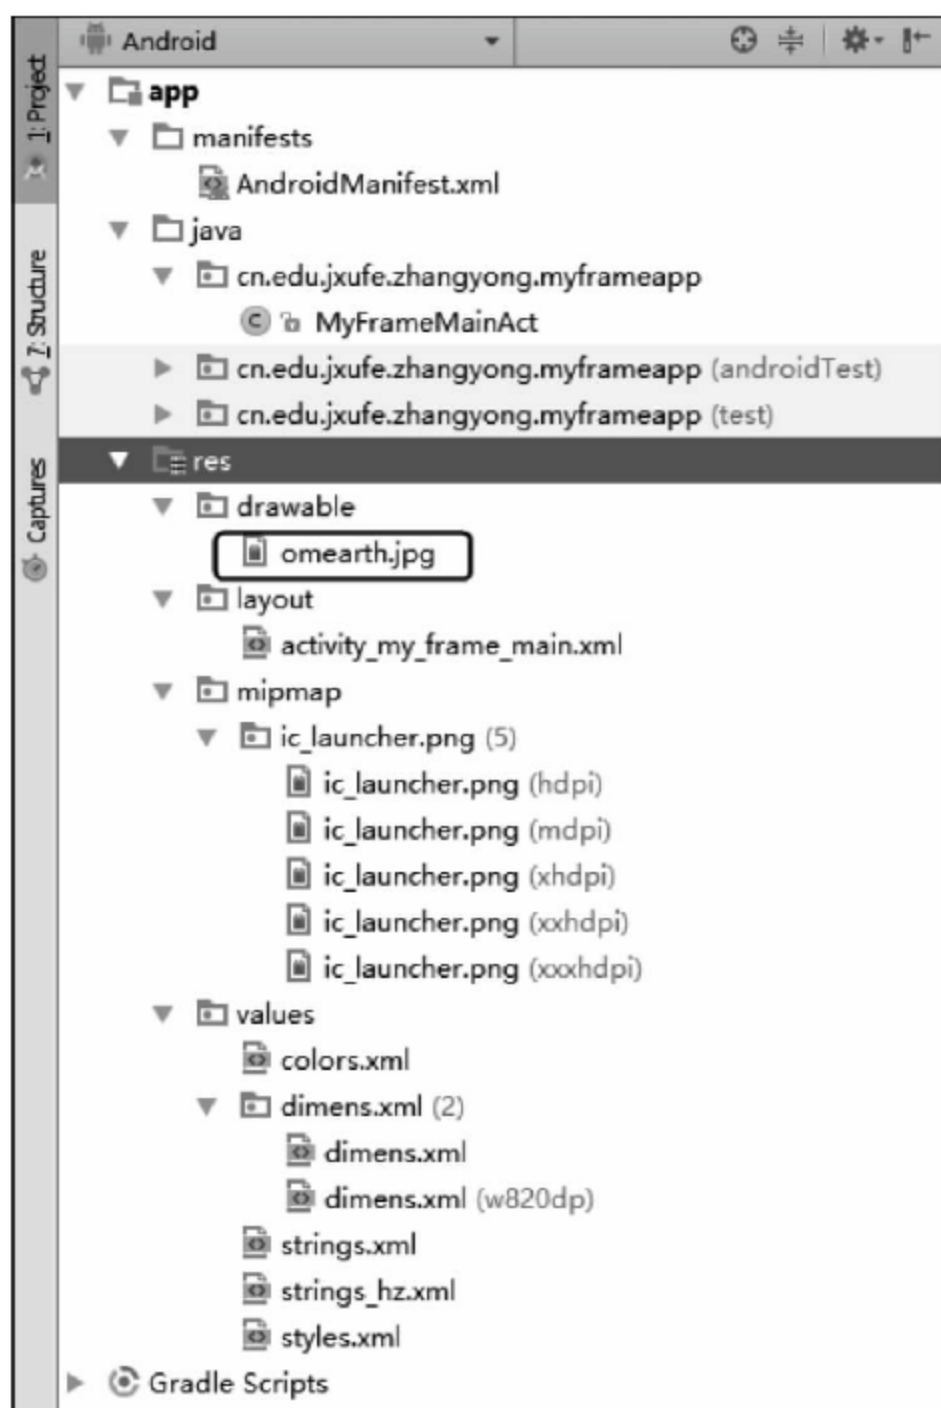 Android
1: Project
7: Structure
Captures
app
manifests
AndroidManifest.xml
java
cn.edu.jxufe.zhangyong.myframeapp
MyFrameMainAct
cn.edu.jxufe.zhangyong.myframeapp (androidTest)
cn.edu.jxufe.zhangyong.myframeapp (test)
res
drawable
omearth.jpg
layout
activity_my_frame_main.xml
mipmap
ic_launcher.png (5)
ic_launcher.png (hdpi)
ic_launcher.png (mdpi)
ic_launcher.png (xhdpi)
ic_launcher.png (xxhdpi)
ic_launcher.png (xxxhdpi)
values
colors.xml
dimens.xml (2)
dimens.xml
dimens.xml (w820dp)
strings.xml
strings_hz.xml
styles.xml
Gradle Scripts